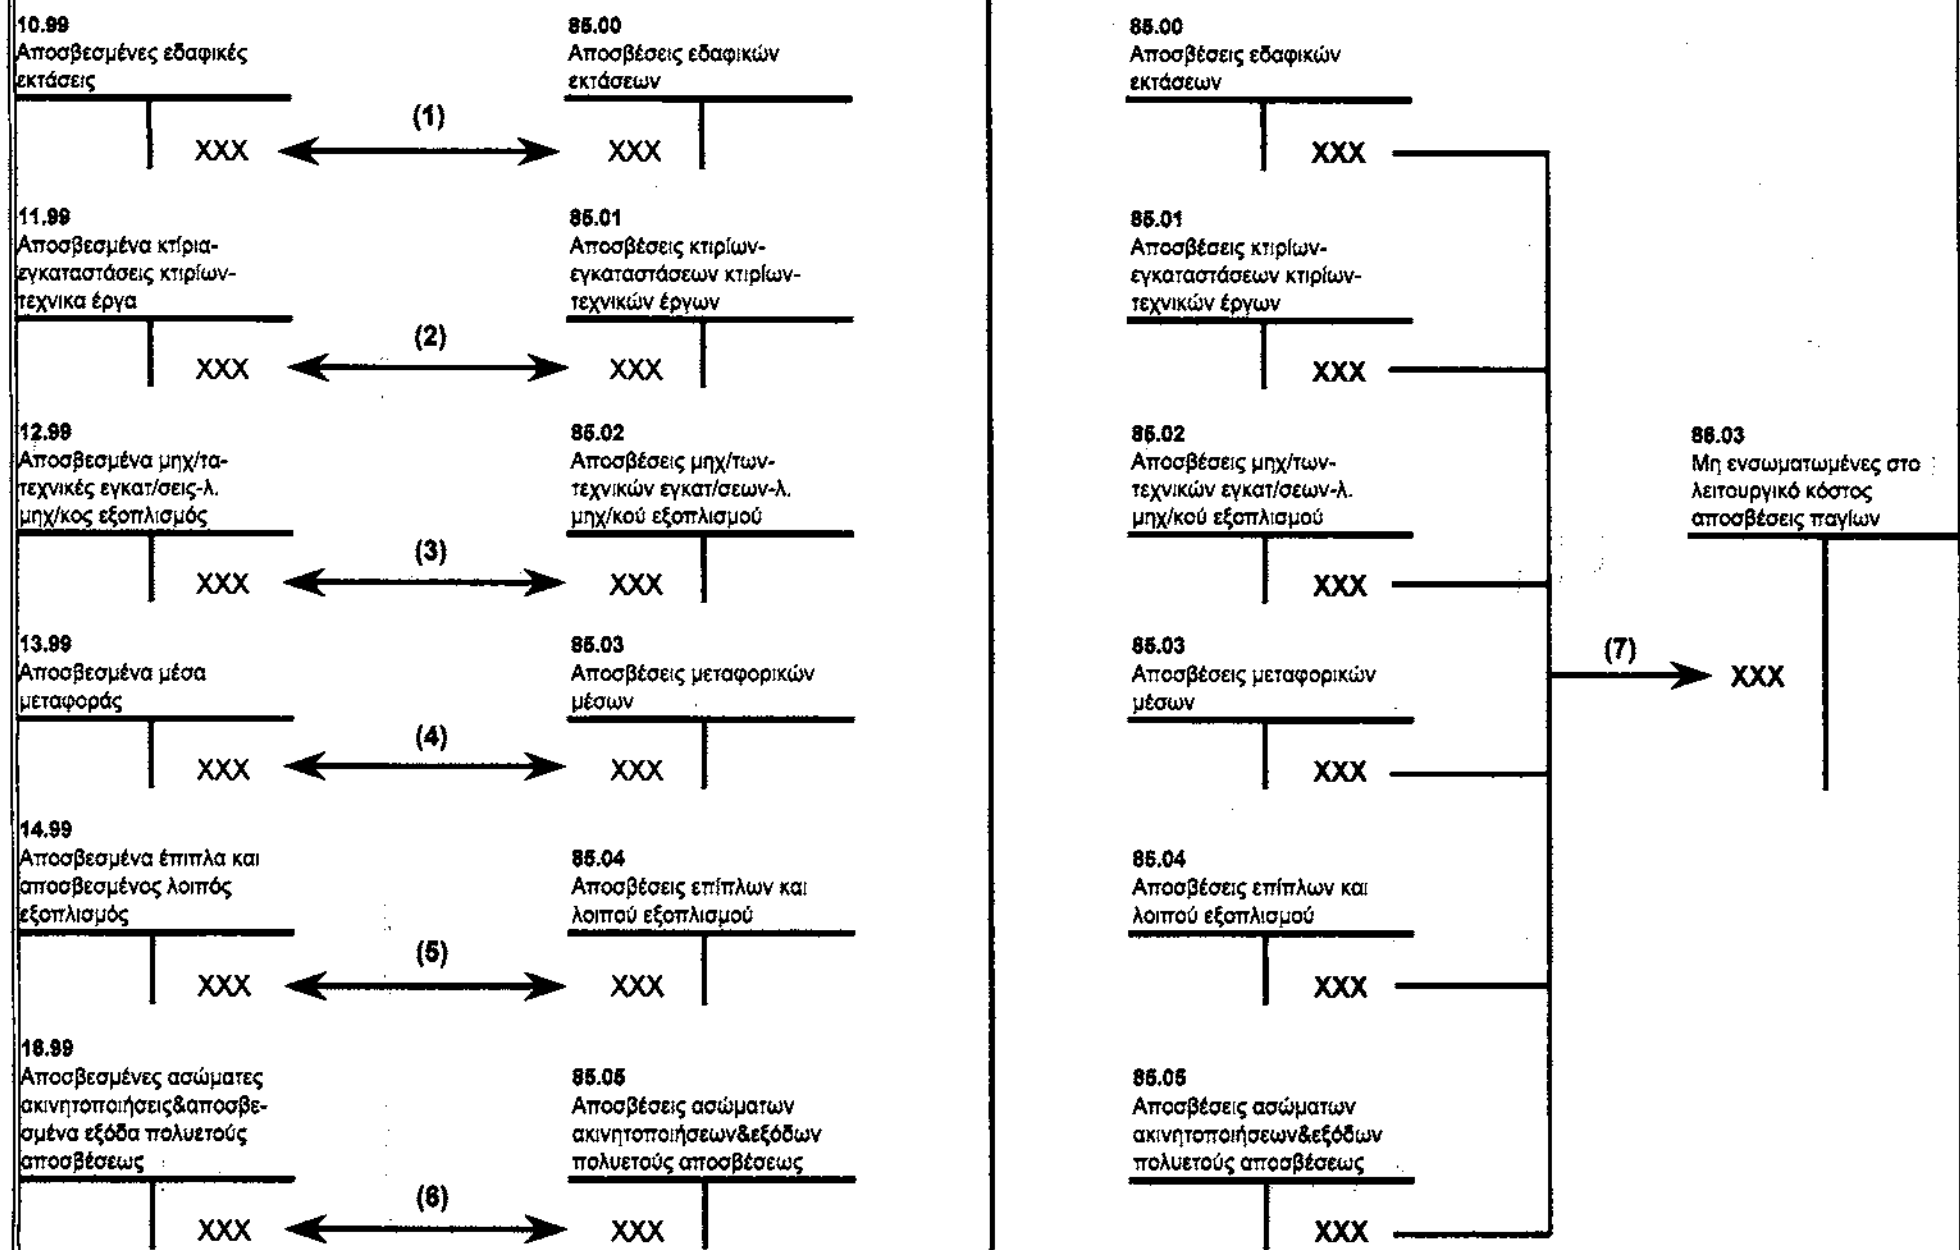 10.99
Αποσβεσμένες εδαφικές
εκτάσεις
XXX
(1)
85.00
Αποσβέσεις εδαφικών
εκτάσεων
XXX
11.99
Αποσβεσμένα κτίρια-
εγκαταστάσεις κτιρίων-
τεχνικα έργα
XXX
(2)
85.01
Αποσβέσεις κτιρίων-
εγκαταστάσεων κτιρίων-
τεχνικών έργων
XXX
12.99
Αποσβεσμένα μηχ/τα-
τεχνικές εγκατ/σεις-λ.
μηχ/κος εξοπλισμός
XXX
(3)
85.02
Αποσβέσεις μηχ/των-
τεχνικών εγκατ/σεων-λ.
μηχ/κού εξοπλισμού
XXX
13.99
Αποσβεσμένα μέσα
μεταφοράς
XXX
(4)
85.03
Αποσβέσεις μεταφορικών
μέσων
XXX
14.99
Αποσβεσμένα έπιπλα και
αποσβεσμένος λοιπός
εξοπλισμός
XXX
(5)
85.04
Αποσβέσεις επίπλων και
λοιπού εξοπλισμού
XXX
16.99
Αποσβεσμένες ασώματες
ακινητοποιήσεις&αποσβε-
σμένα εξόδα πολυετούς
αποσβέσεως
XXX
(6)
85.05
Αποσβέσεις ασώματων
ακινητοποιήσεων&εξόδων
πολυετούς αποσβέσεως
XXX
85.00
Αποσβέσεις εδαφικών
εκτάσεων
XXX
85.01
Αποσβέσεις κτιρίων-
εγκαταστάσεων κτιρίων-
τεχνικών έργων
XXX
85.02
Αποσβέσεις μηχ/των-
τεχνικών εγκατ/σεων-λ.
μηχ/κού εξοπλισμού
XXX
85.03
Αποσβέσεις μεταφορικών
μέσων
XXX
85.04
Αποσβέσεις επίπλων και
λοιπού εξοπλισμού
XXX
85.05
Αποσβέσεις ασώματων
ακινητοποιήσεων&εξόδων
πολυετούς αποσβέσεως
XXX
(7)
86.03
Μη ενσωματωμένες στο
λειτουργικό κόστος
αποσβέσεις παγίων
XXX